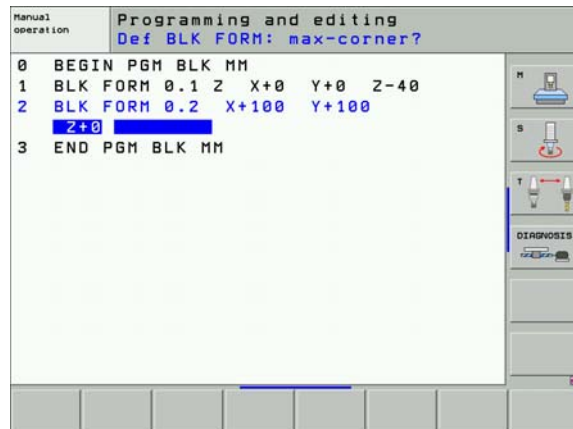 Manual
operation
Programming and editing
Def BLK FORM: max-corner?
0 BEGIN PGM BLK MM
1 BLK FORM 0.1 Z X+0 Y+0 Z-40
2 BLK FORM 0.2 X+100 Y+100
Z+0
3 END PGM BLK MM
M
S
T
DIAGNOSIS